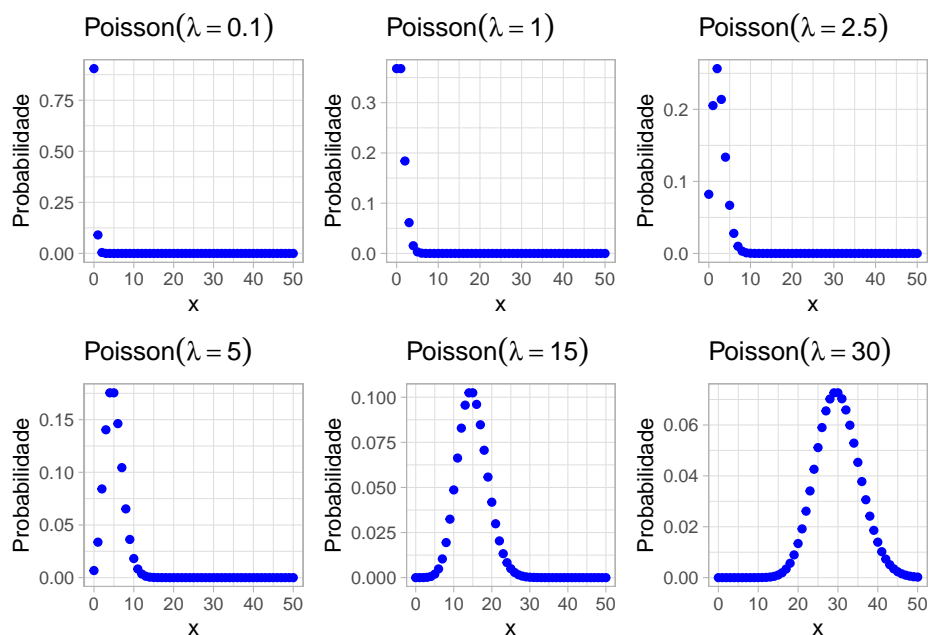 Poisson(λ = 0.1)
Probabilidade
0.75
0.50
0.25
0.00
0 10 20 30 40 50
x
Poisson(λ = 1)
Probabilidade
0.3
0.2
0.1
0.0
0 10 20 30 40 50
x
Poisson(λ = 2.5)
Probabilidade
0.2
0.1
0.0
0 10 20 30 40 50
x
Poisson(λ = 5)
Probabilidade
0.15
0.10
0.05
0.00
0 10 20 30 40 50
x
Poisson(λ = 15)
Probabilidade
0.100
0.075
0.050
0.025
0.000
0 10 20 30 40 50
x
Poisson(λ = 30)
Probabilidade
0.06
0.04
0.02
0.00
0 10 20 30 40 50
x